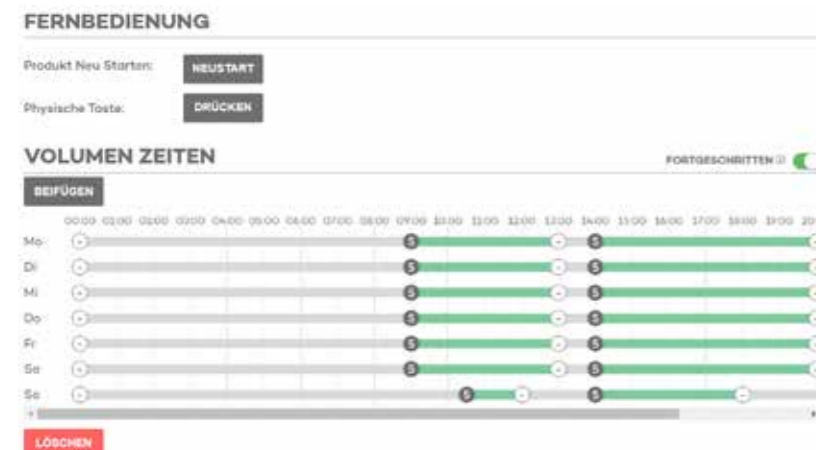 FERNBEDIENUNG
Produkt Neu Starten: NEUSTART
Physische Taste: DRÜCKEN
VOLUMEN ZEITEN
FORTGESCHRITTEN
BEIFÜGEN
00:00 01:00 02:00 03:00 04:00 05:00 06:00 07:00 08:00 09:00 10:00 11:00 12:00 13:00 14:00 15:00 16:00 17:00 18:00 19:00
Mo - S - S
Di - S - S
Mi - S - S
Do - S - S
Fr - S - S
Sa - S - S
So - S - S -
LÖSCHEN